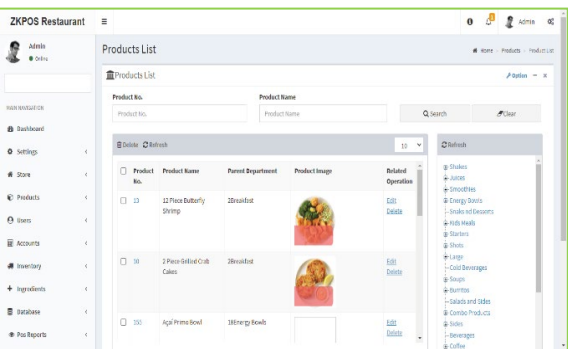 ZKPOS Restaurant
Admin
Admin
Online
Products List
Home > Products > Product List
Products List
Option
Product No.
Product Name
Product No.
Product Name
Search
Clear
MAIN NAVIGATION
Dashboard
Settings
Store
Products
Users
Accounts
Inventory
Ingredients
Database
Pos Reports
Delete
Refresh
10
Refresh
Product No.
Product Name
Parent Department
Product Image
Related Operation
13
12 Piece Butterfly Shrimp
2Breakfast
Edit
Delete
2 Piece Grilled Crab Cakes
2Breakfast
Edit
Delete
151
Açaí Primo Bowl
18Energy Bowls
Edit
Delete
Shakes
Juices
Smoothies
Energy Bowls
Snaks nd Desserts
Kids Meals
Starters
Shots
Large
Cold Beverages
Soups
Burritos
Salads and Sides
Combo Products
Sides
Beverages
Coffee